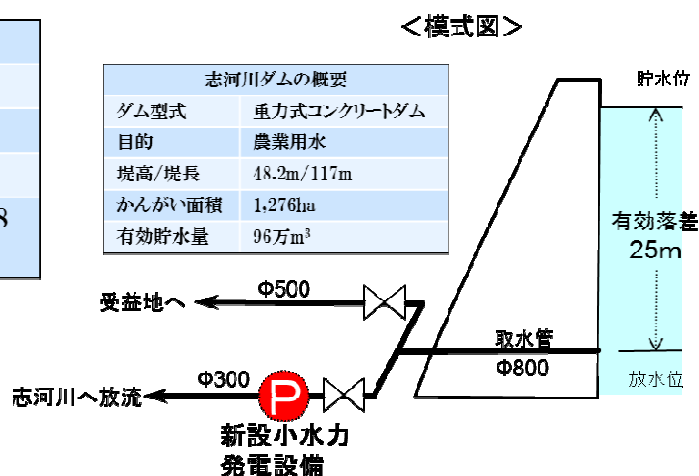 ＜模式図＞
8
志河川ダムの概要
ダム型式 重力式コンクリートダム
目的 農業用水
堤高/堤長 48.2m/117m
かんがい面積 1,276ha
有効貯水量 96万m³
貯水位
有効落差
25m
受益地へ
Φ500
取水管
Φ800
放水位
志河川へ放流
Φ300
P
新設小水力
発電設備